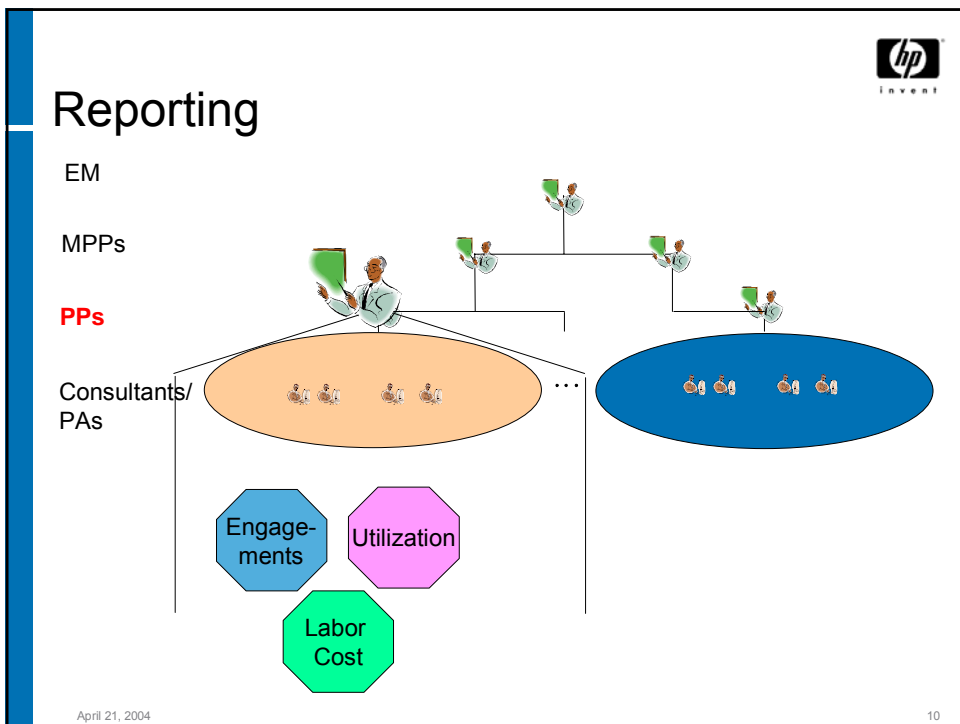 hp
invent
Reporting
EM
MPPs
PPs
Consultants/
PAs
...
Engage-
ments
Utilization
Labor
Cost
April 21, 2004
10